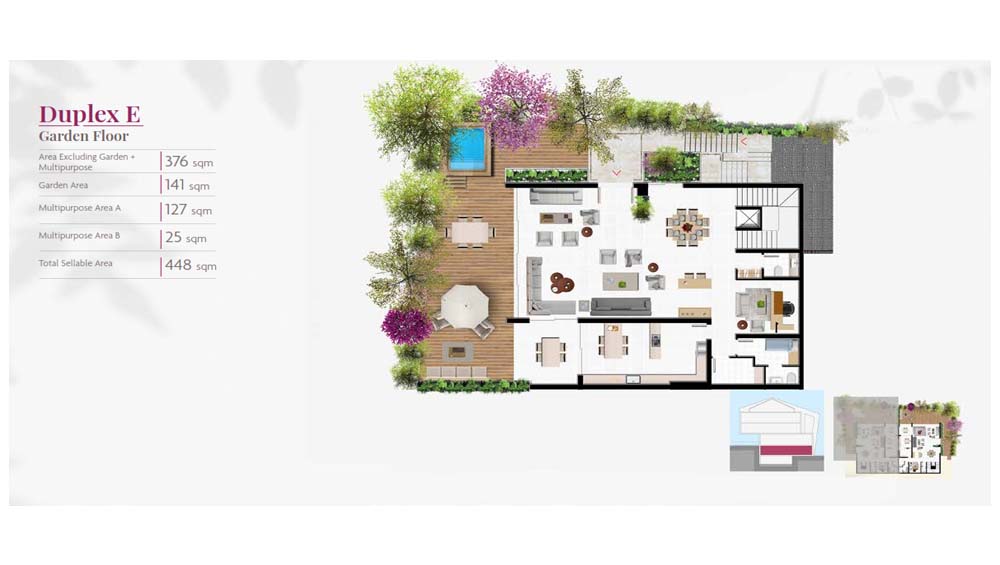 Duplex E
Garden Floor
Area Excluding Garden +
Multipurpose
376 sqm
Garden Area
141 sqm
Multipurpose Area A
127 sqm
Multipurpose Area B
25 sqm
Total Sellable Area
448 sqm